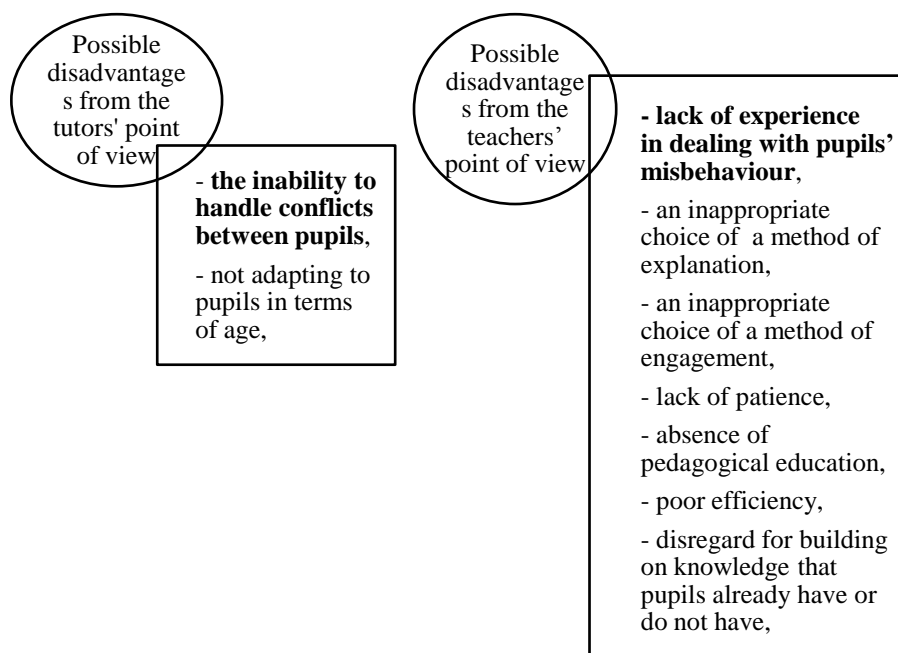 Possible
disadvantage
s from the
tutors' point
of view
- the inability to
handle conflicts
between pupils,
- not adapting to
pupils in terms
of age,
Possible
disadvantage
s from the
teachers’
point of view
- lack of experience
in dealing with pupils’
misbehaviour,
- an inappropriate
choice of a method of
explanation,
- an inappropriate
choice of a method of
engagement,
- lack of patience,
- absence of
pedagogical education,
- poor efficiency,
- disregard for building
on knowledge that
pupils already have or
do not have,